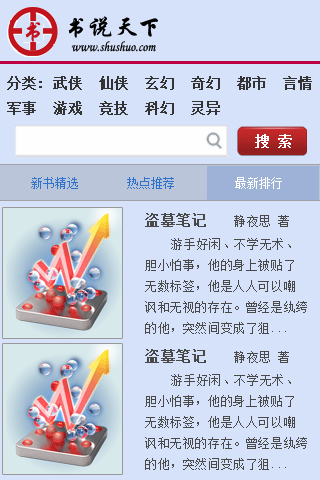 书
书说天下
www.shushuo.com
分类: 武侠 仙侠 玄幻 奇幻 都市 言情
军事 游戏 竞技 科幻 灵异
搜 索
新书精选 热点推荐 最新排行
盗墓笔记 静夜思 著
游手好闲、不学无术、
胆小怕事，他的身上被贴了
无数标签，他是人人可以嘲
讽和无视的存在。曾经是纨绔
的他，突然间变成了狙...
盗墓笔记 静夜思 著
游手好闲、不学无术、
胆小怕事，他的身上被贴了
无数标签，他是人人可以嘲
讽和无视的存在。曾经是纨绔
的他，突然间变成了狙...